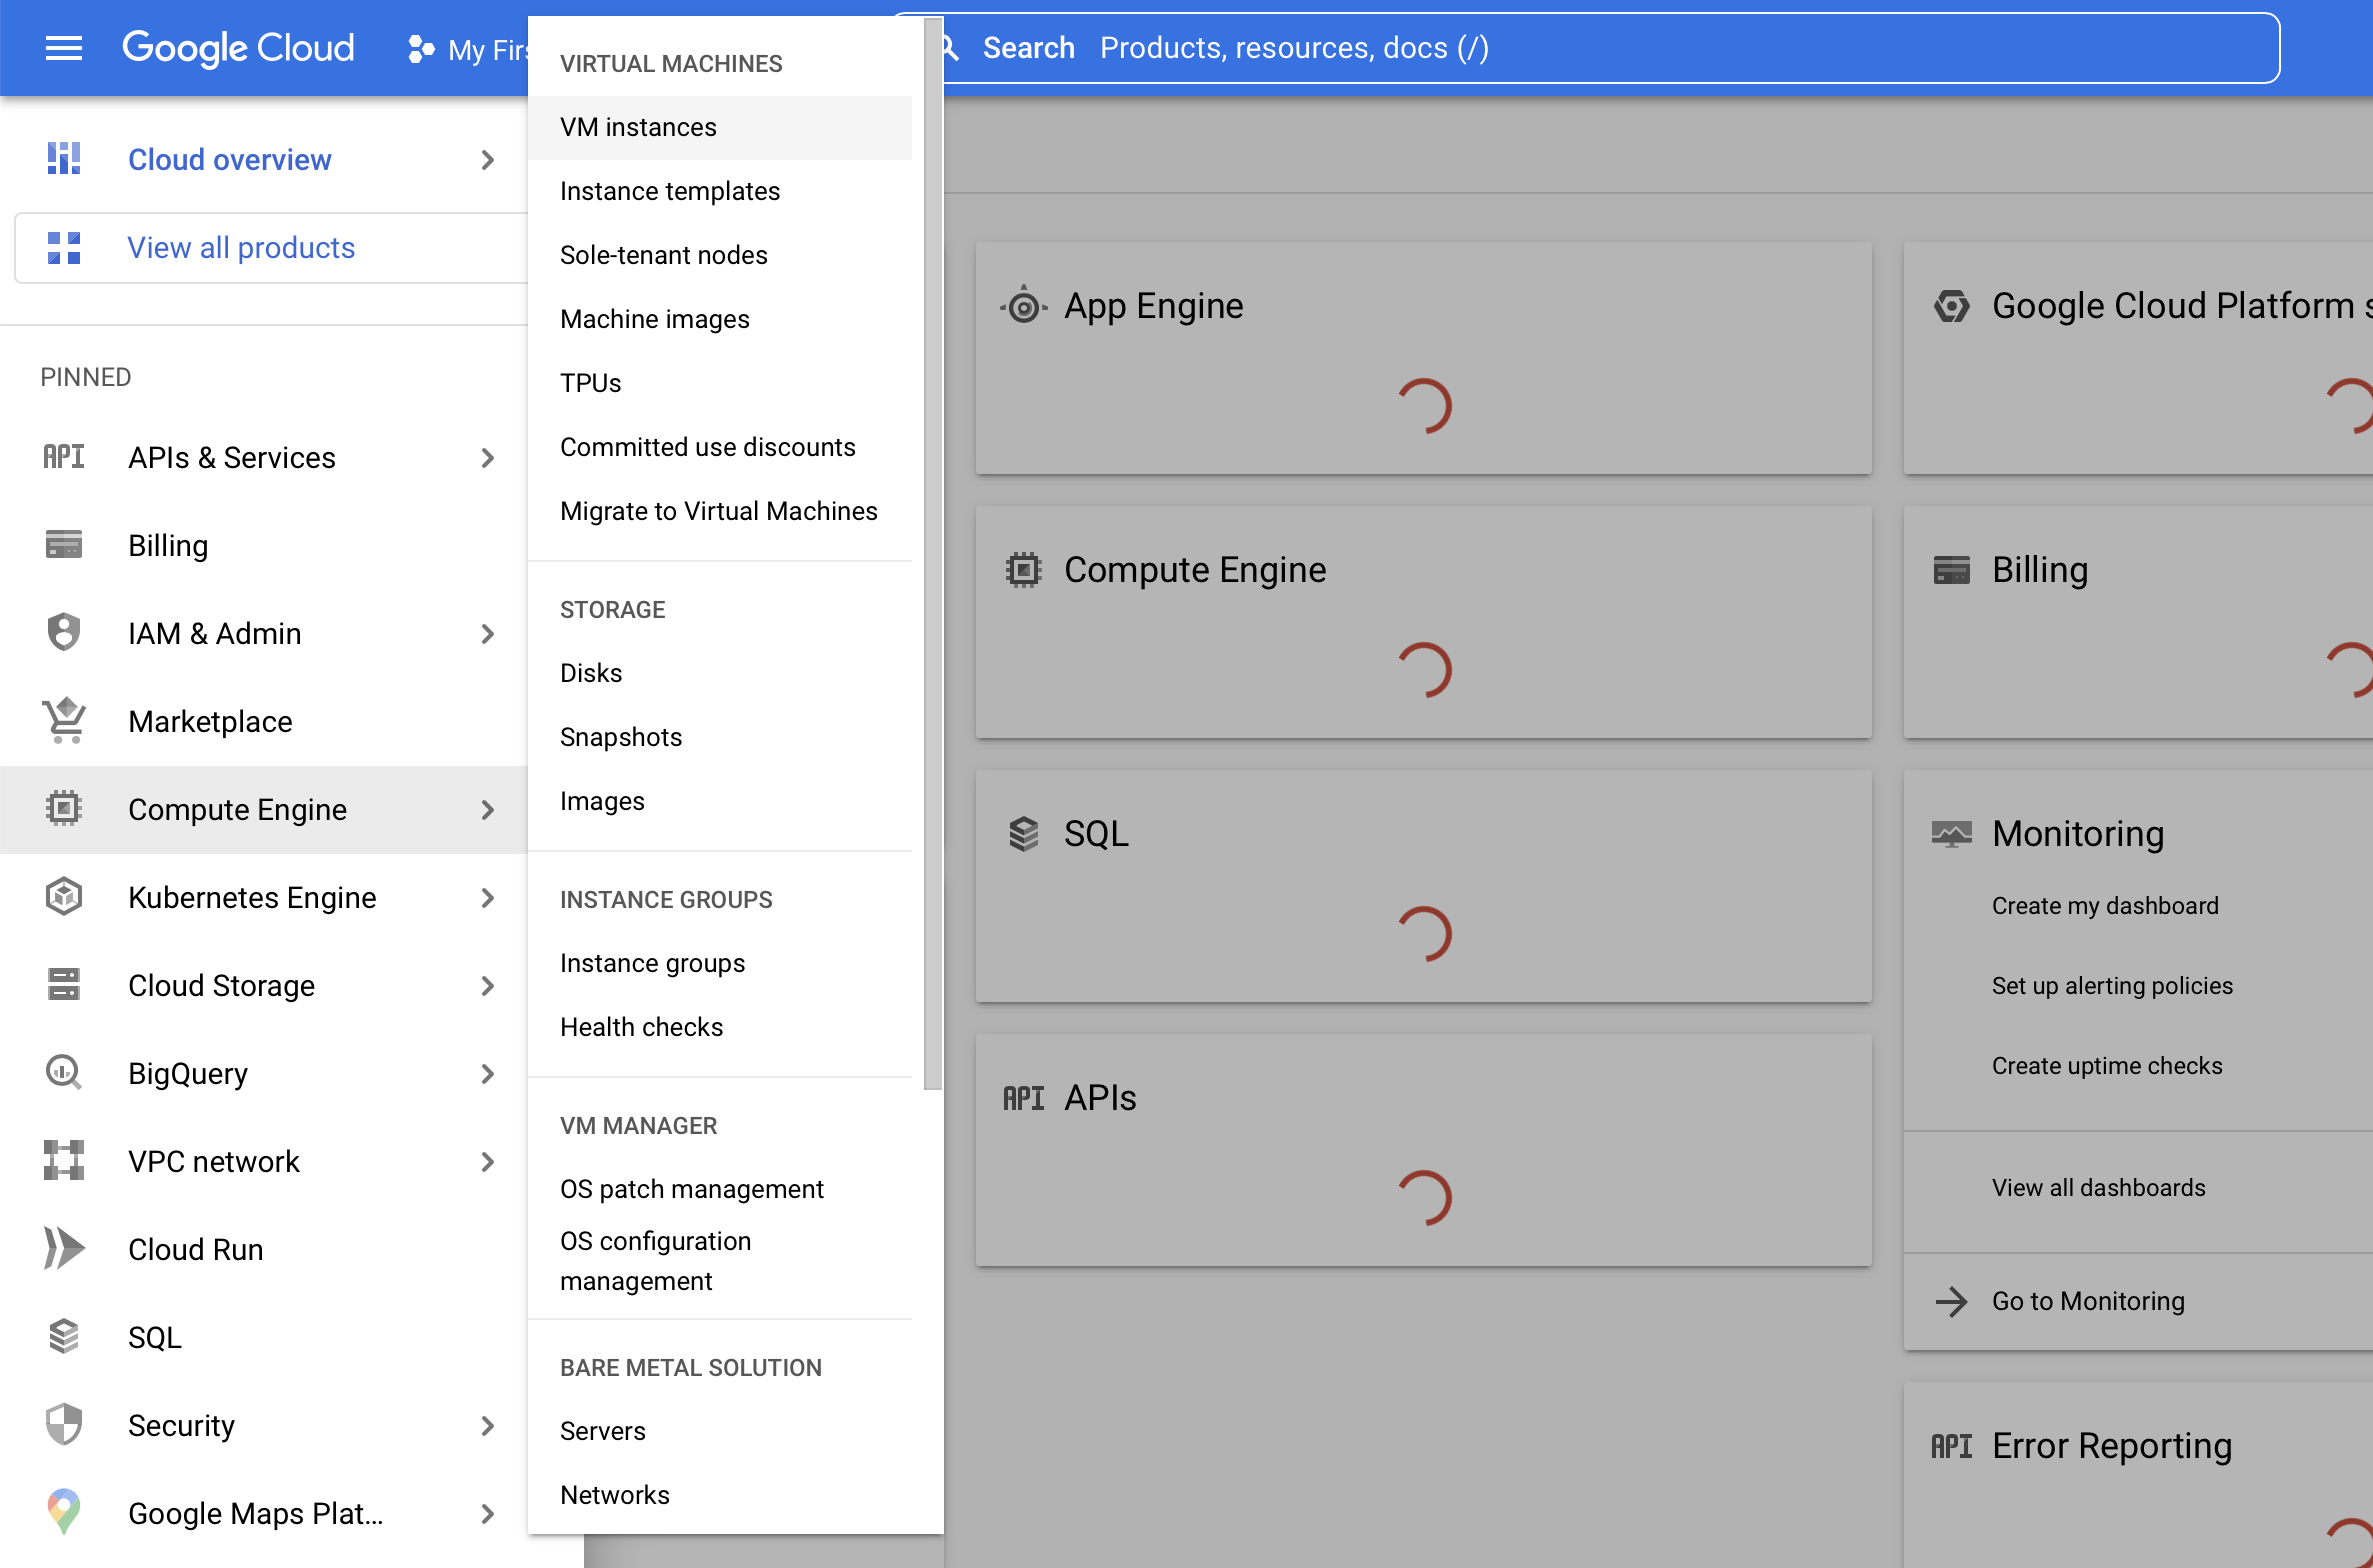 Google Cloud
My Firs
Search Products, resources, docs (/)
Cloud overview
View all products
PINNED
API APIs & Services
Billing
IAM & Admin
Marketplace
Compute Engine
Kubernetes Engine
Cloud Storage
BigQuery
VPC network
Cloud Run
SQL
Security
Google Maps Plat...
VIRTUAL MACHINES
VM instances
Instance templates
Sole-tenant nodes
Machine images
TPUs
Committed use discounts
Migrate to Virtual Machines
STORAGE
Disks
Snapshots
Images
INSTANCE GROUPS
Instance groups
Health checks
VM MANAGER
OS patch management
OS configuration
management
BARE METAL SOLUTION
Servers
Networks
App Engine
Compute Engine
SQL
API APIs
Google Cloud Platform s
Billing
Monitoring
Create my dashboard
Set up alerting policies
Create uptime checks
View all dashboards
Go to Monitoring
API Error Reporting